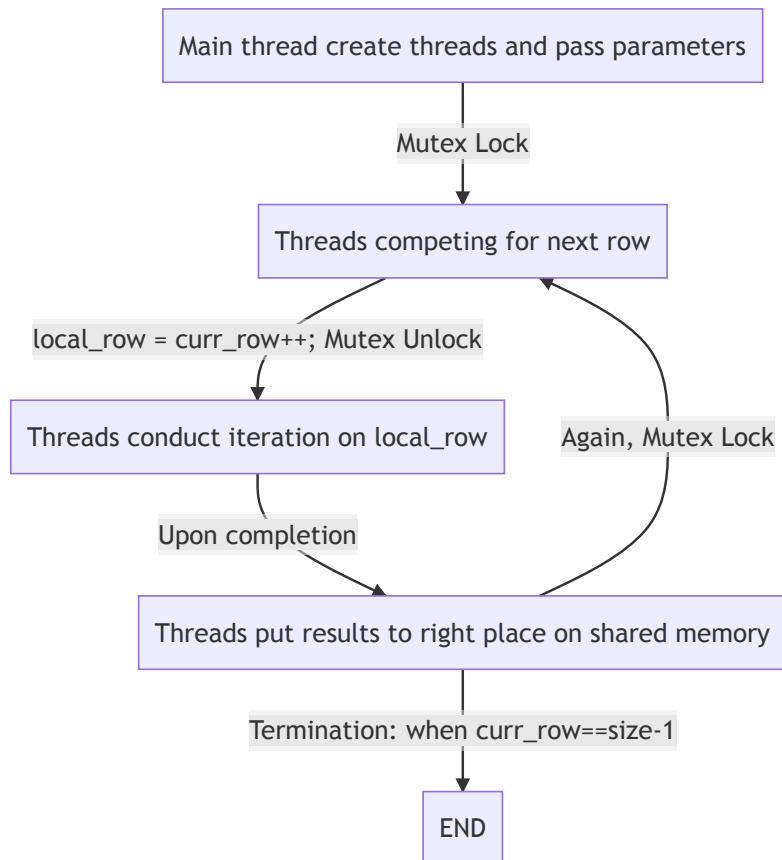 Main thread create threads and pass parameters
Mutex Lock
Threads competing for next row
local_row = curr_row++; Mutex Unlock
Threads conduct iteration on local_row
Again, Mutex Lock
Upon completion
Threads put results to right place on shared memory
Termination: when curr_row==size-1
END